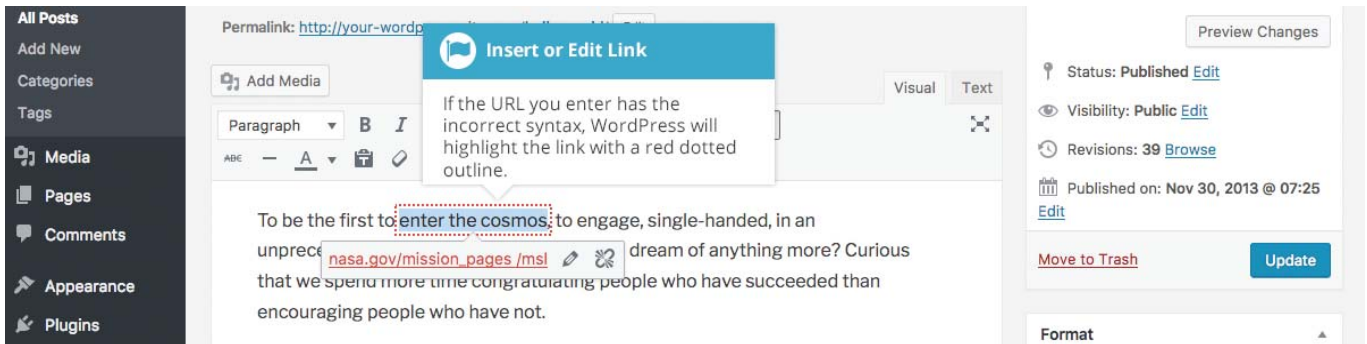 All Posts
Add New
Categories
Tags
Media
Pages
Comments
Appearance
Plugins
Permalink: http://your-wordp
Add Media
Visual Text
Paragraph B I
ABE A
Insert or Edit Link
If the URL you enter has the
incorrect syntax, WordPress will
highlight the link with a red dotted
outline.
To be the first to enter the cosmos, to engage, single-handed, in an
unprece dream of anything more? Curious
nasa.gov/mission_pages /msl
that we spend more time congratulating people who have succeeded than
encouraging people who have not.
Preview Changes
Status: Published Edit
Visibility: Public Edit
Revisions: 39 Browse
Published on: Nov 30, 2013 @ 07:25
Edit
Move to Trash Update
Format